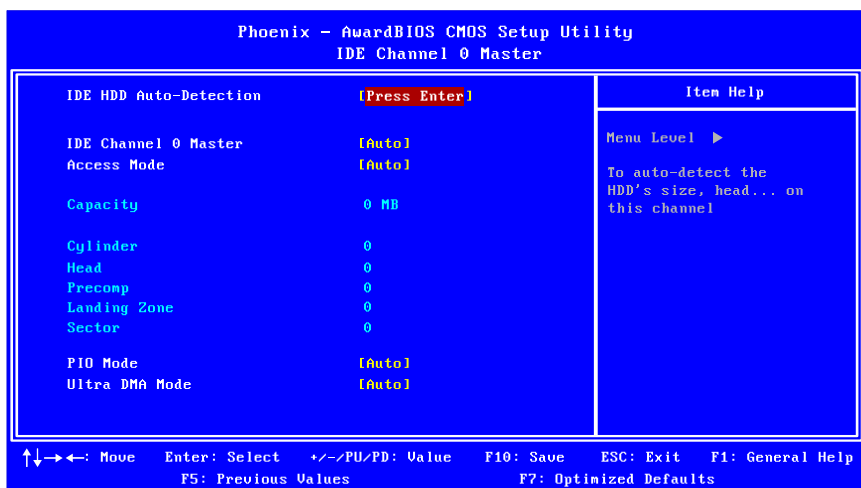 Phoenix – AwardBIOS CMOS Setup Utility
IDE Channel 0 Master
IDE HDD Auto-Detection [Press Enter]
IDE Channel 0 Master [Auto]
Access Mode [Auto]
Capacity 0 MB
Cylinder 0
Head 0
Precomp 0
Landing Zone 0
Sector 0
PIO Mode [Auto]
Ultra DMA Mode [Auto]
Item Help
Menu Level ▶
To auto-detect the
HDD's size, head... on
this channel
↑↓→←: Move Enter: Select +/-/PU/PD: Value F10: Save ESC: Exit F1: General Help
F5: Previous Values F7: Optimized Defaults